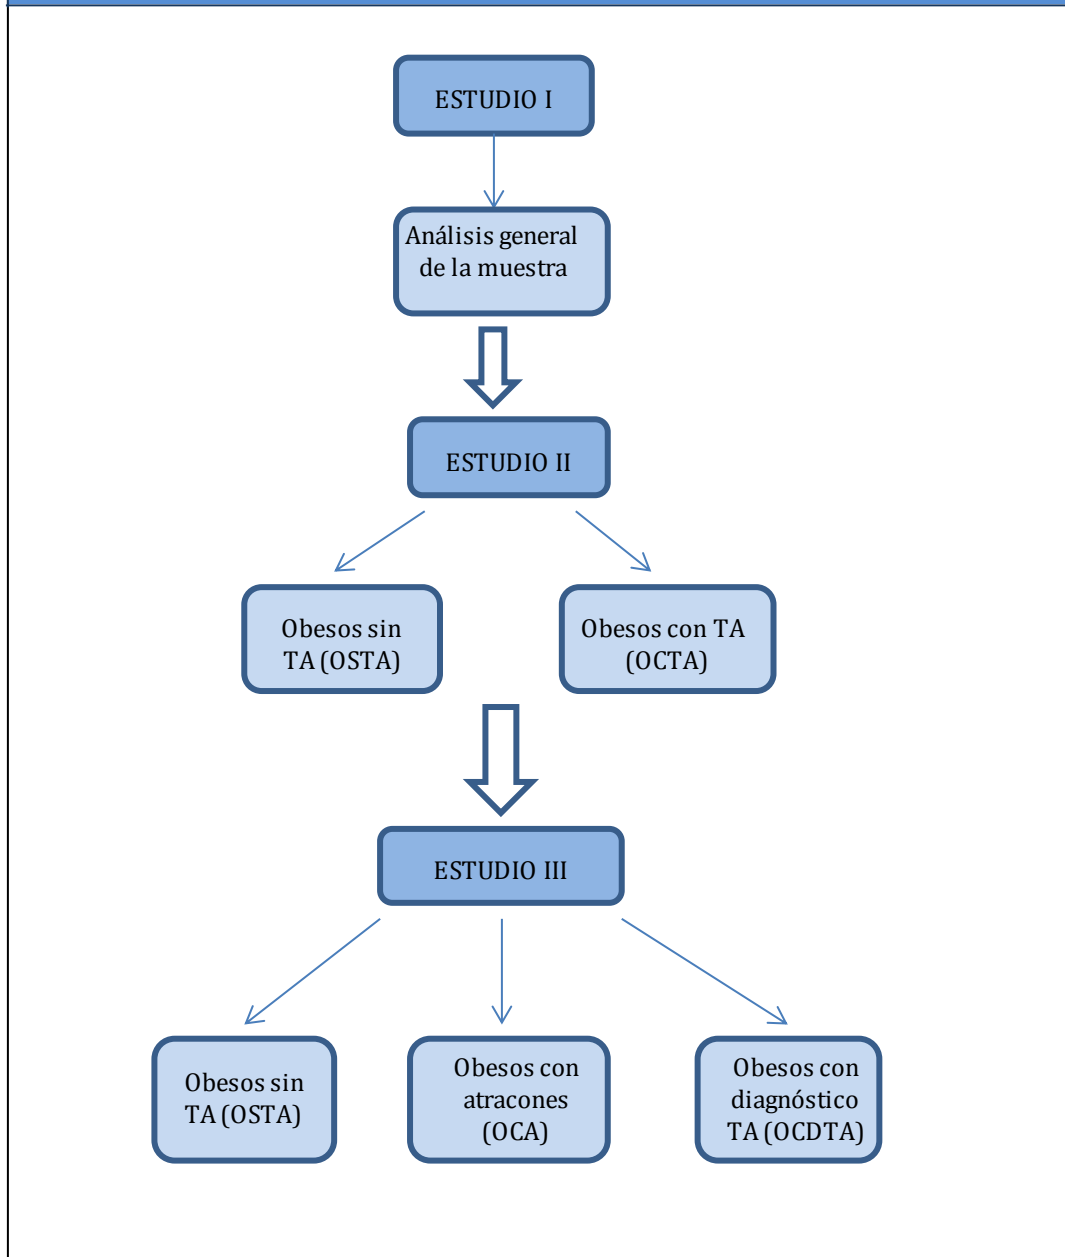 ESTUDIO I
Análisis general
de la muestra
ESTUDIO II
Obesos sin
TA (OSTA)
Obesos con TA
(OCTA)
ESTUDIO III
Obesos sin
TA (OSTA)
Obesos con
atracones
(OCA)
Obesos con
diagnóstico
TA (OCDTA)